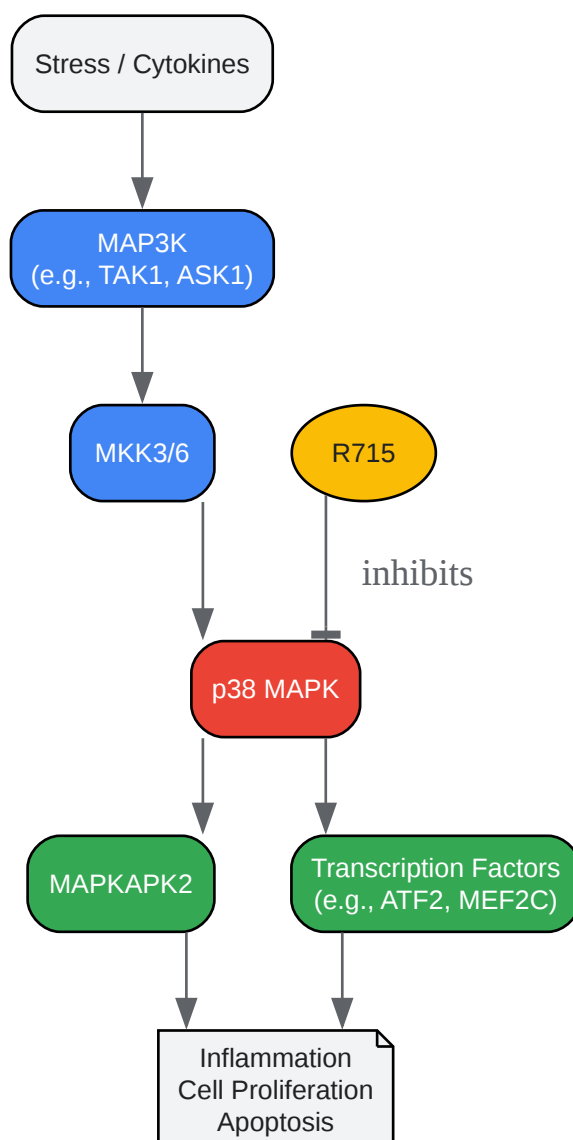 Stress / Cytokines
MAP3K
(e.g., TAK1, ASK1)
MKK3/6
R715
inhibits
p38 MAPK
MAPKAPK2
Transcription Factors
(e.g., ATF2, MEF2C)
Inflammation
Cell Proliferation
Apoptosis